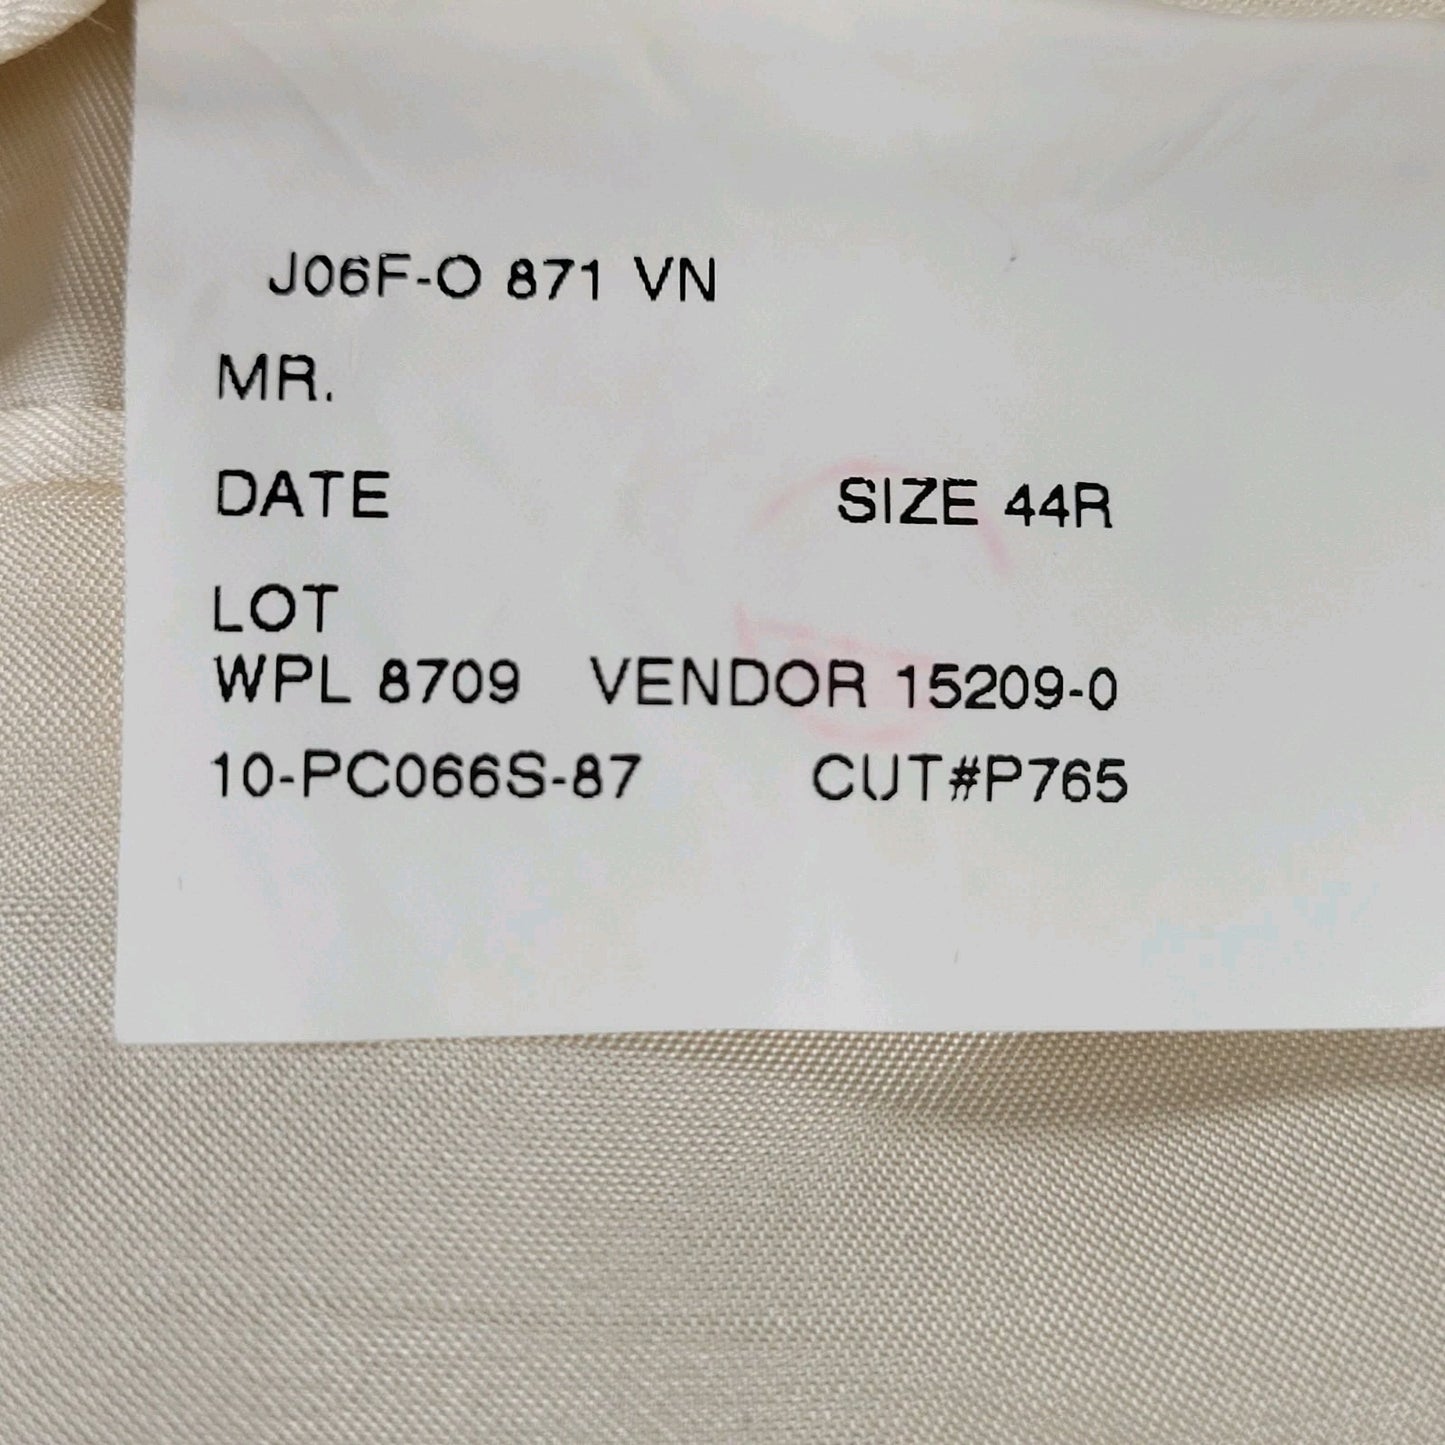 J06F-O 871 VN
MR.
DATE SIZE 44R
LOT
WPL 8709 VENDOR 15209-0
10-PC066S-87 CUT#P765